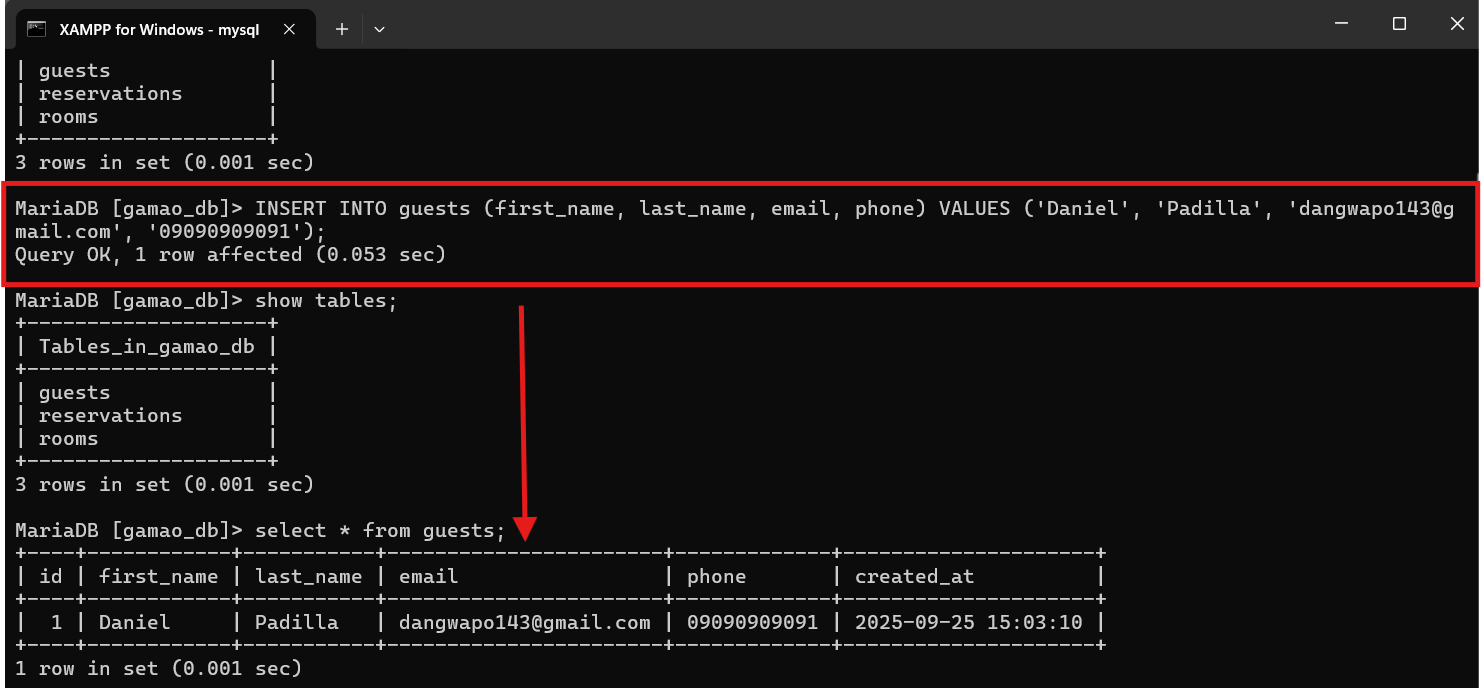 XAMPP for Windows - mysql
| guests                 |
| reservations       |
| rooms                  |
+--------------------+
3 rows in set (0.001 sec)
MariaDB [gamao_db]> INSERT INTO guests (first_name, last_name, email, phone) VALUES ('Daniel', 'Padilla', 'dangwapo143@g
mail.com', '09090909091');
Query OK, 1 row affected (0.053 sec)
MariaDB [gamao_db]> show tables;
+--------------------+
| Tables_in_gamao_db |
+--------------------+
| guests             |
| reservations       |
| rooms              |
+--------------------+
3 rows in set (0.001 sec)
MariaDB [gamao_db]> select * from guests;
+----+------------+-----------+-----------------------+-------------+---------------------+
| id | first_name | last_name | email                 | phone       | created_at          |
+----+------------+-----------+-----------------------+-------------+---------------------+
|  1 | Daniel     | Padilla   | dangwapo143@gmail.com | 09090909091 | 2025-09-25 15:03:10 |
+----+------------+-----------+-----------------------+-------------+---------------------+
1 row in set (0.001 sec)